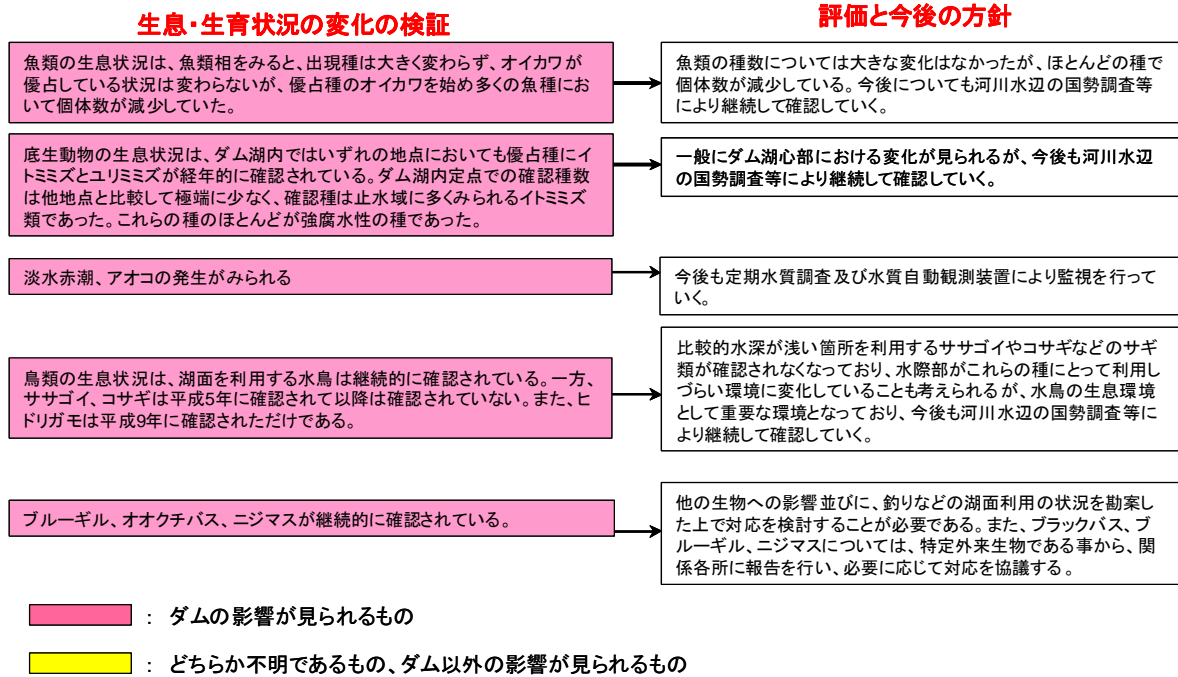 生息・生育状況の変化の検証
評価と今後の方針
魚類の生息状況は、魚類相をみると、出現種は大きく変わらず、オイカワが
優占している状況は変わらないが、優占種のオイカワを始め多くの魚種にお
いて個体数が減少していた。
魚類の種数については大きな変化はなかったが、ほとんどの種で
個体数が減少している。今後についても河川水辺の国勢調査等
により継続して確認していく。
底生動物の生息状況は、ダム湖内ではいずれの地点においても優占種にイ
トミミズとユリミミズが経年的に確認されている。ダム湖内定点での確認種数
は他地点と比較して極端に少なく、確認種は止水域に多くみられるイトミミズ
類であった。これらの種のほとんどが強腐水性の種であった。
一般にダム湖心部における変化が見られるが、今後も河川水辺
の国勢調査等により継続して確認していく。
淡水赤潮、アオコの発生がみられる
今後も定期水質調査及び水質自動観測装置により監視を行って
いく。
鳥類の生息状況は、湖面を利用する水鳥は継続的に確認されている。一方、
ササゴイ、コサギは平成5年に確認されて以降は確認されていない。また、ヒ
ドリガモは平成9年に確認されただけである。
比較的水深が浅い箇所を利用するササゴイやコサギなどのサギ
類が確認されなくなっており、水際部がこれらの種にとって利用し
づらい環境に変化していることも考えられるが、水鳥の生息環境
として重要な環境となっており、今後も河川水辺の国勢調査等に
より継続して確認していく。
ブルーギル、オオクチバス、ニジマスが継続的に確認されている。
他の生物への影響並びに、釣りなどの湖面利用の状況を勘案し
た上で対応を検討することが必要である。また、ブラックバス、ブ
ルーギル、ニジマスについては、特定外来生物である事から、関
係各所に報告を行い、必要に応じて対応を協議する。
： ダムの影響が見られるもの
： どちらか不明であるもの、ダム以外の影響が見られるもの